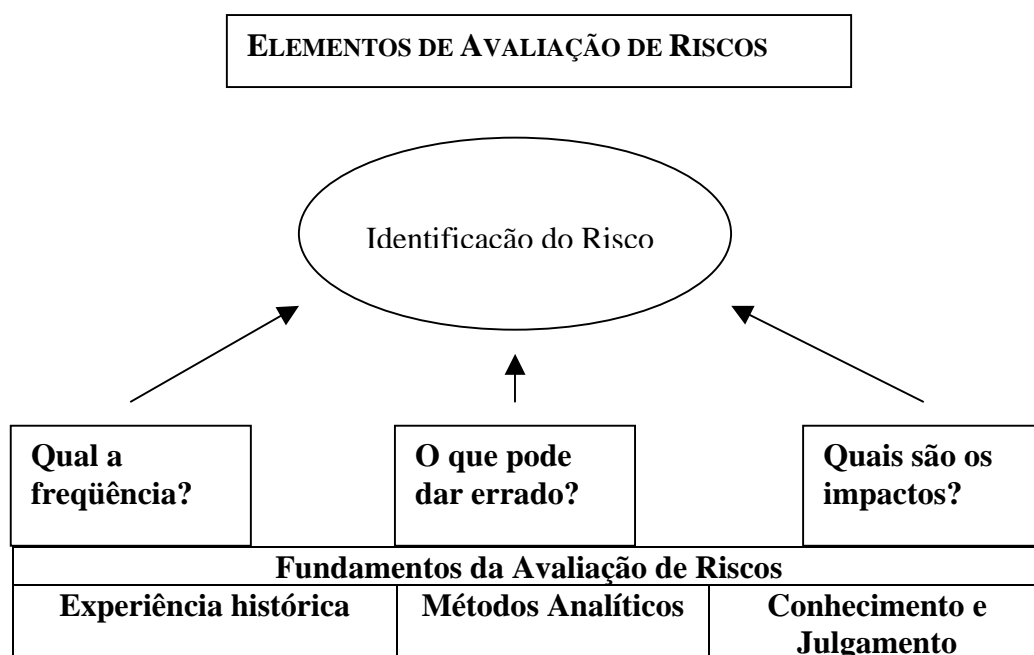 ELEMENTOS DE AVALIAÇÃO DE RISCOS
Identificação do Risco
Qual a
freqüência?
O que pode
dar errado?
Quais são os
impactos?
Fundamentos da Avaliação de Riscos
Experiência histórica
Métodos Analíticos
Conhecimento e
Julgamento